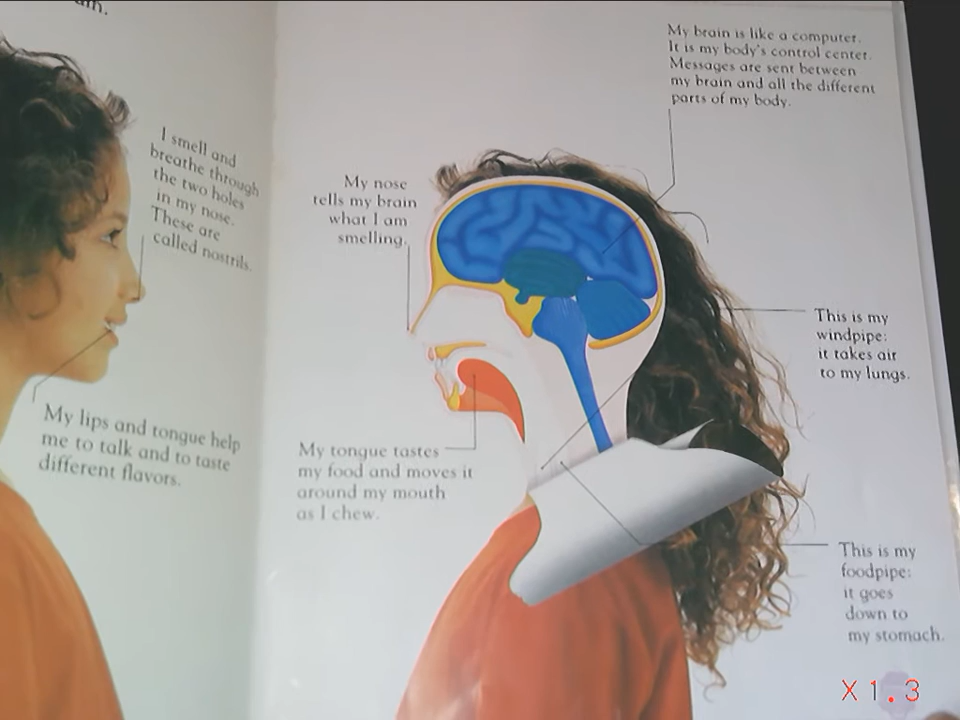 I smell and
breathe through
the two holes
in my nose.
These are
called nostrils.
My lips and tongue help
me to talk and to taste
different flavors.
My brain is like a computer.
It is my body's control center.
Messages are sent between
my brain and all the different
parts of my body.
My nose
tells my brain
what I am
smelling.
This is my
windpipe:
it takes air
to my lungs.
My tongue tastes
my food and moves it
around my mouth
as I chew.
This is my
foodpipe:
it goes
down to
my stomach.
X1.3